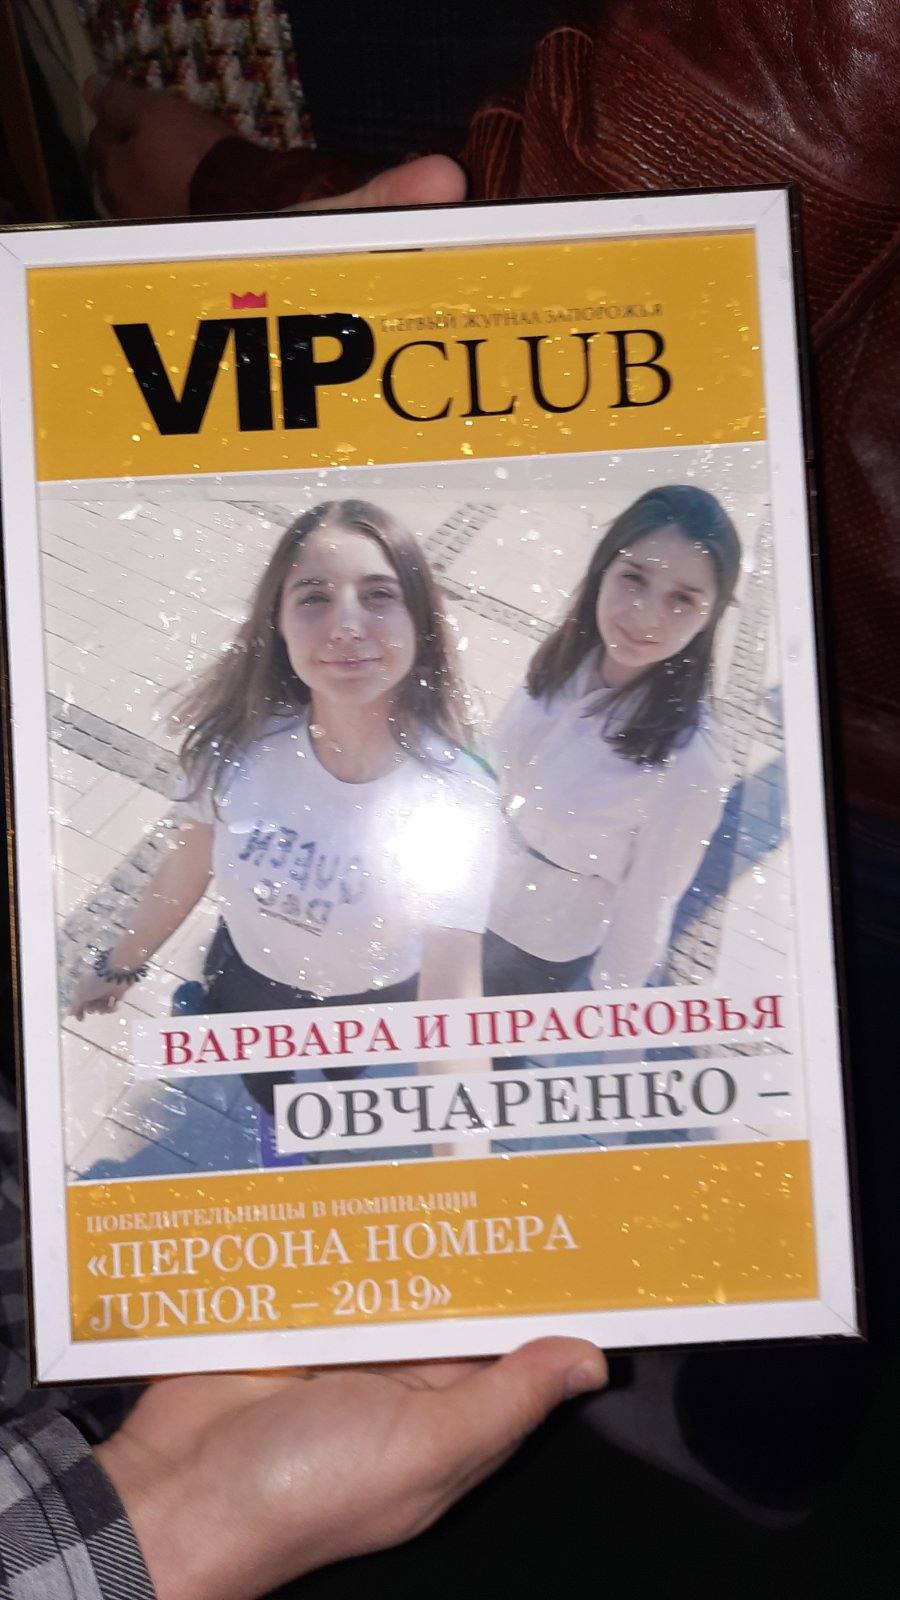 ПЕРВЫЙ ЖУРНАЛ ЗАПОРОЖЬЯ
VIP CLUB
ВАРВАРА И ПРАСКОВЬЯ
ОВЧАРЕНКО –
ПОБЕДИТЕЛЬНИЦЫ В НОМИНАЦИИ
«ПЕРСОНА НОМЕРА
JUNIOR – 2019»